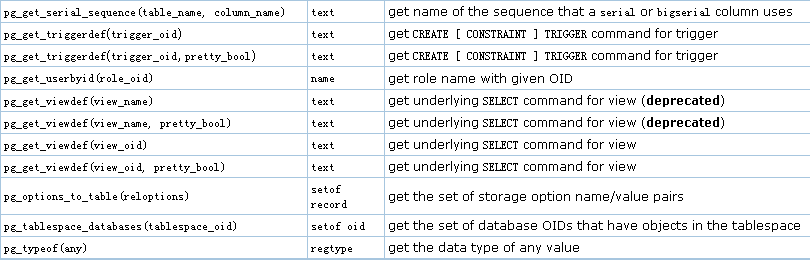 pg_get_serial_sequence(table_name, column_name) text get name of the sequence that a serial or bigserial column uses
pg_get_triggerdef(trigger_oid) text get CREATE [ CONSTRAINT ] TRIGGER command for trigger
pg_get_triggerdef(trigger_oid, pretty_bool) text get CREATE [ CONSTRAINT ] TRIGGER command for trigger
pg_get_userbyid(role_oid) name get role name with given OID
pg_get_viewdef(view_name) text get underlying SELECT command for view (deprecated)
pg_get_viewdef(view_name, pretty_bool) text get underlying SELECT command for view (deprecated)
pg_get_viewdef(view_oid) text get underlying SELECT command for view
pg_get_viewdef(view_oid, pretty_bool) text get underlying SELECT command for view
pg_options_to_table(reloptions) setof record get the set of storage option name/value pairs
pg_tablespace_databases(tablespace_oid) setof oid get the set of database OIDs that have objects in the tablespace
pg_typeof(any) regtype get the data type of any value